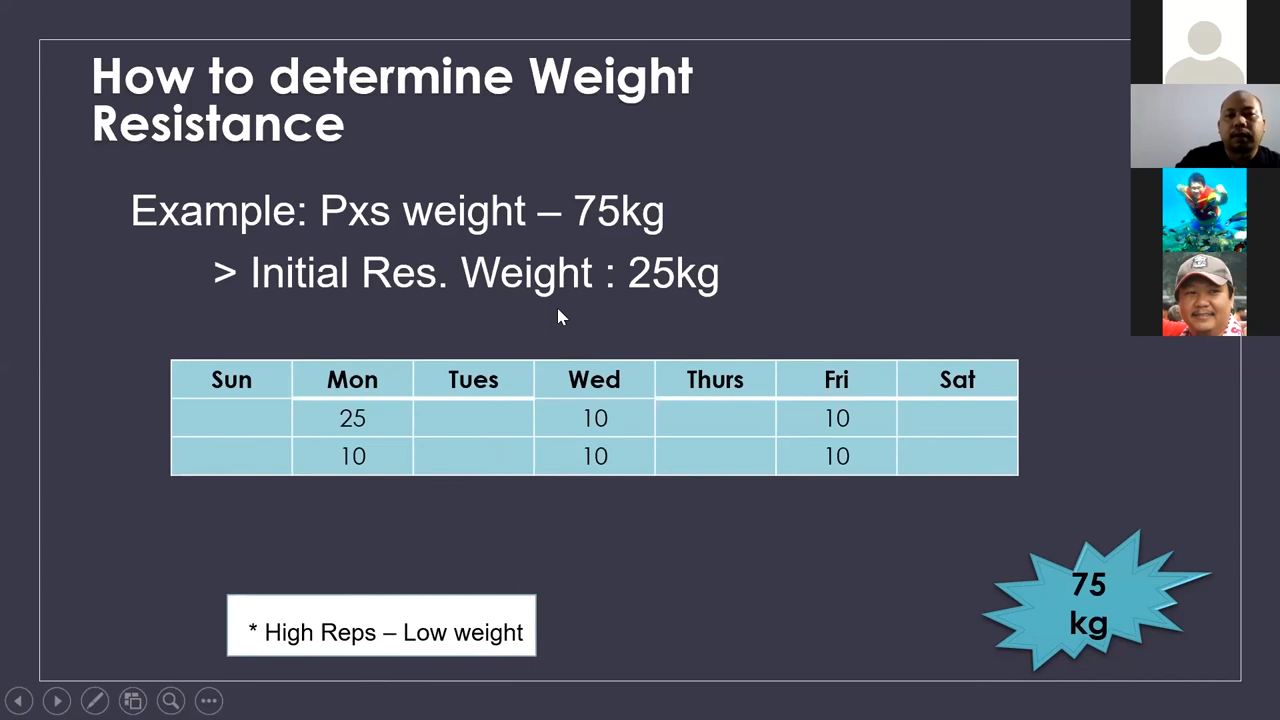 How to determine Weight
Resistance
Example: Pxs weight – 75kg
> Initial Res. Weight : 25kg
Sun Mon Tues Wed Thurs Fri Sat
25 10 10
10 10 10
* High Reps – Low weight
75
kg